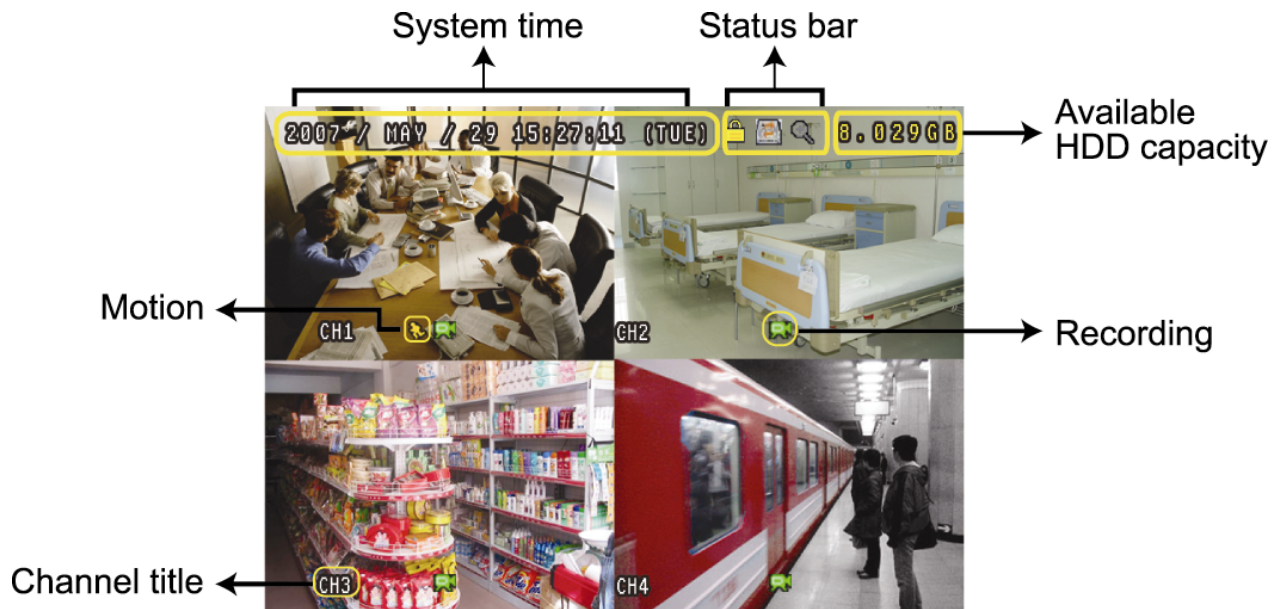 System time
Status bar
2007 / MAY / 29 15:27:11 (TUE)
8.029GB
Available
HDD capacity
Motion
CH1
CH2
Recording
Channel title
CH3
CH4